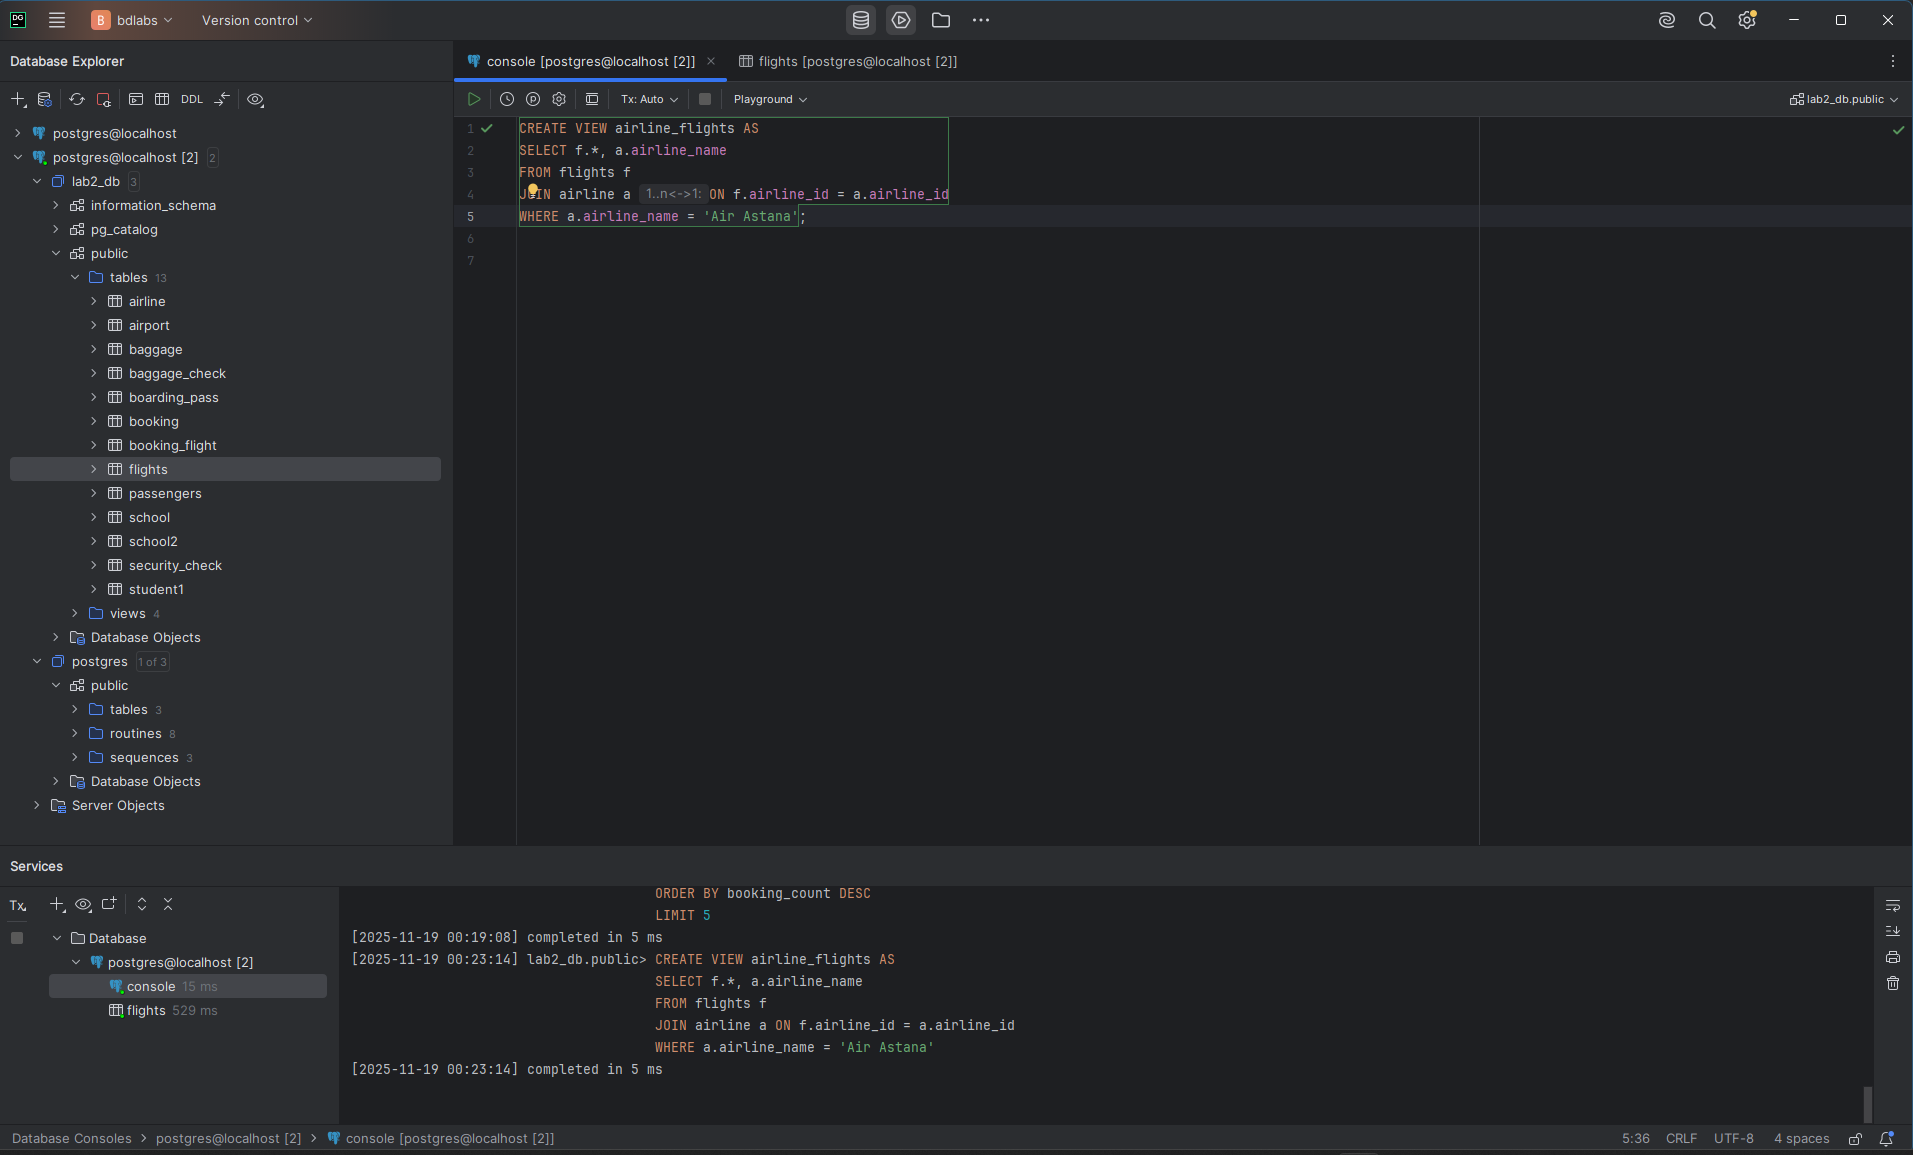 DG
B bdlabs Version control
Database Explorer
console [postgres@localhost [2]] flights [postgres@localhost [2]]
DDL
Tx: Auto Playground lab2_db.public
postgres@localhost
postgres@localhost [2] 2
lab2_db 3
information_schema
pg_catalog
public
tables 13
airline
airport
baggage
baggage_check
boarding_pass
booking
booking_flight
flights
passengers
school
school2
security_check
student1
views 4
Database Objects
postgres 1 of 3
public
tables 3
routines 8
sequences 3
Database Objects
Server Objects
1 CREATE VIEW airline_flights AS
2 SELECT f.*, a.airline_name
3 FROM flights f
4 JOIN airline a 1..n<->1: ON f.airline_id = a.airline_id
5 WHERE a.airline_name = 'Air Astana';
6
7
Services
Tx
Database
postgres@localhost [2]
console 15 ms
flights 529 ms
ORDER BY booking_count DESC
LIMIT 5
[2025-11-19 00:19:08] completed in 5 ms
[2025-11-19 00:23:14] lab2_db.public> CREATE VIEW airline_flights AS
SELECT f.*, a.airline_name
FROM flights f
JOIN airline a ON f.airline_id = a.airline_id
WHERE a.airline_name = 'Air Astana'
[2025-11-19 00:23:14] completed in 5 ms
Database Consoles > postgres@localhost [2] > console [postgres@localhost [2]]
5:36 CRLF UTF-8 4 spaces